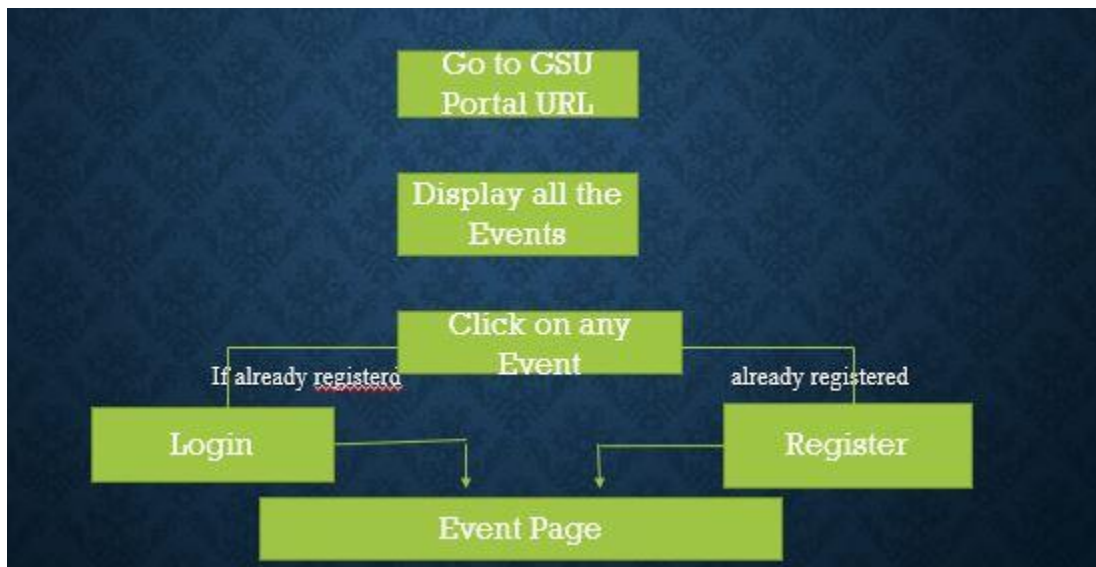 Go to GSU
Portal URL
Display all the
Events
Click on any
Event
If already registerd
already registered
Login
Register
Event Page